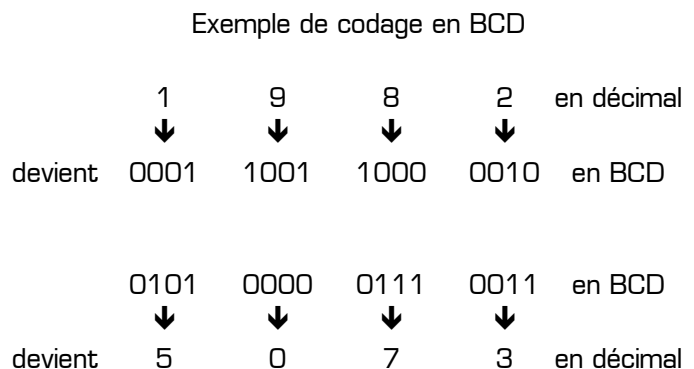 Exemple de codage en BCD
1 9 8 2 en décimal
devient 0001 1001 1000 0010 en BCD
0101 0000 0111 0011 en BCD
devient 5 0 7 3 en décimal